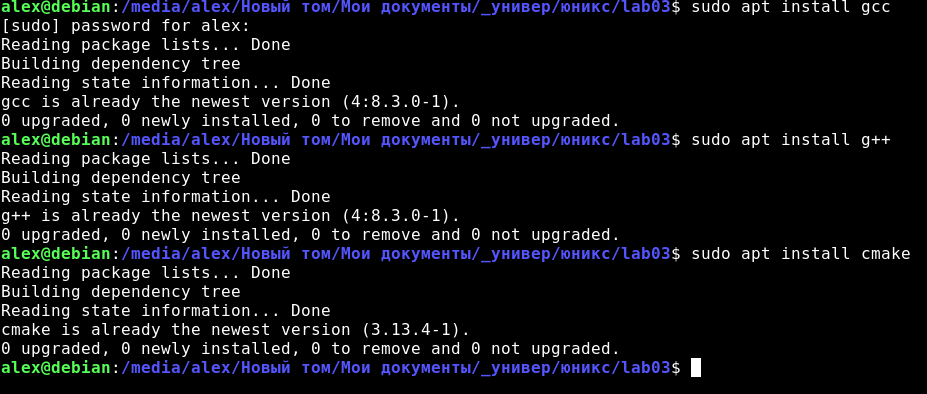 alex@debian:/media/alex/Новый том/Мои документы/_универ/юникс/lab03$ sudo apt install gcc
[sudo] password for alex:
Reading package lists... Done
Building dependency tree
Reading state information... Done
gcc is already the newest version (4:8.3.0-1).
0 upgraded, 0 newly installed, 0 to remove and 0 not upgraded.
alex@debian:/media/alex/Новый том/Мои документы/_универ/юникс/lab03$ sudo apt install g++
Reading package lists... Done
Building dependency tree
Reading state information... Done
g++ is already the newest version (4:8.3.0-1).
0 upgraded, 0 newly installed, 0 to remove and 0 not upgraded.
alex@debian:/media/alex/Новый том/Мои документы/_универ/юникс/lab03$ sudo apt install cmake
Reading package lists... Done
Building dependency tree
Reading state information... Done
cmake is already the newest version (3.13.4-1).
0 upgraded, 0 newly installed, 0 to remove and 0 not upgraded.
alex@debian:/media/alex/Новый том/Мои документы/_универ/юникс/lab03$